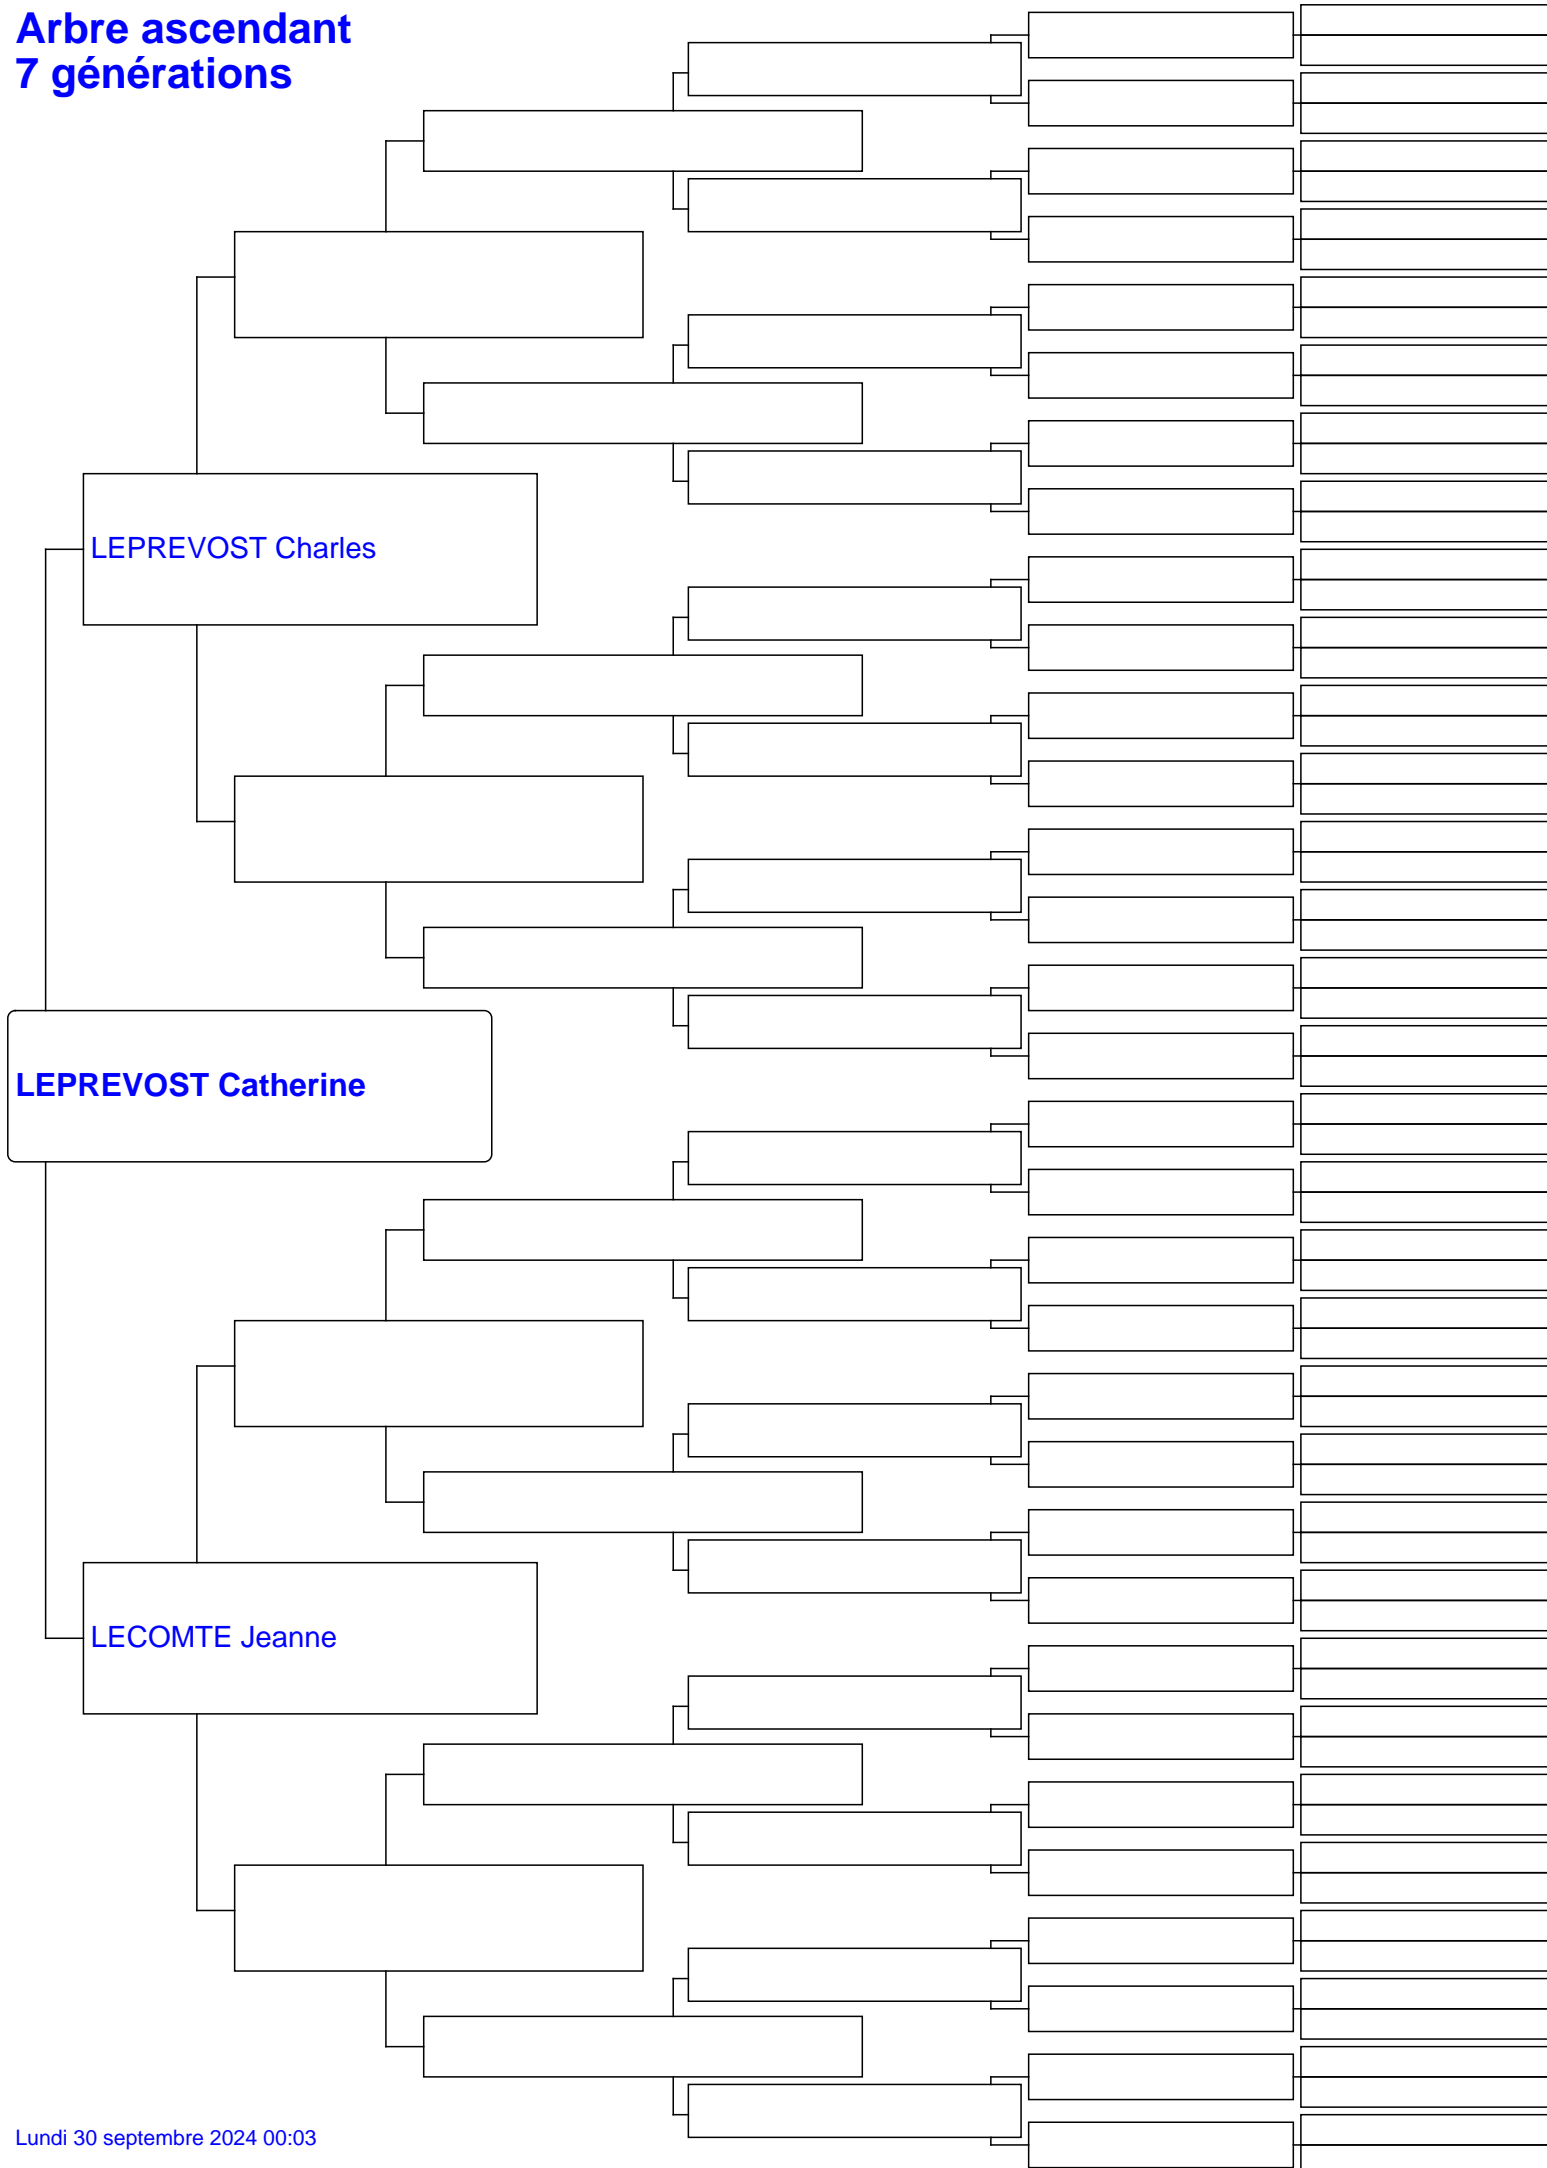 Arbre ascendant
7 générations
LEPREVOST Charles
LEPREVOST Catherine
LECOMTE Jeanne
Lundi 30 septembre 2024 00:03